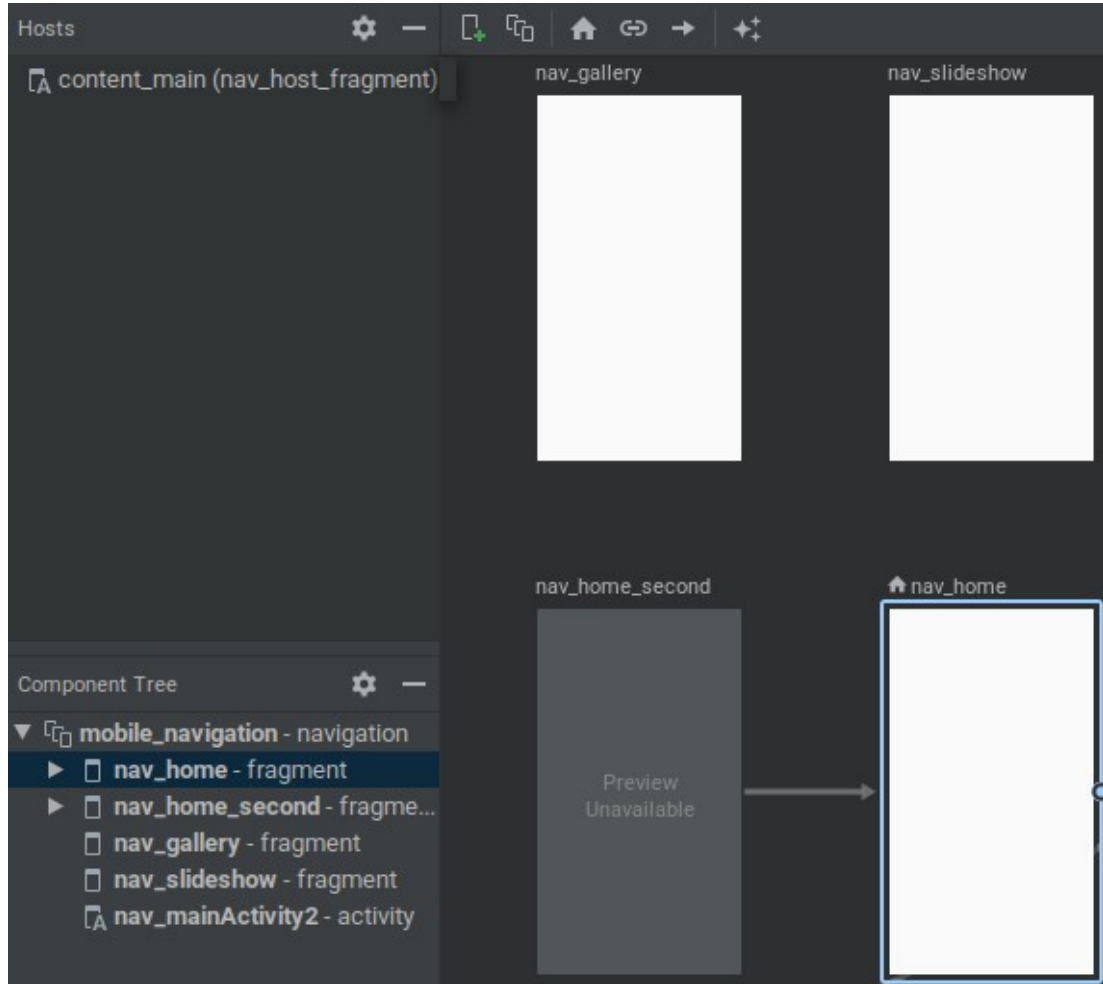 Hosts
content_main (nav_host_fragment)
nav_gallery
nav_slideshow
nav_home_second
nav_home
Preview
Unavailable
Component Tree
mobile_navigation - navigation
nav_home - fragment
nav_home_second - fragme...
nav_gallery - fragment
nav_slideshow - fragment
nav_mainActivity2 - activity